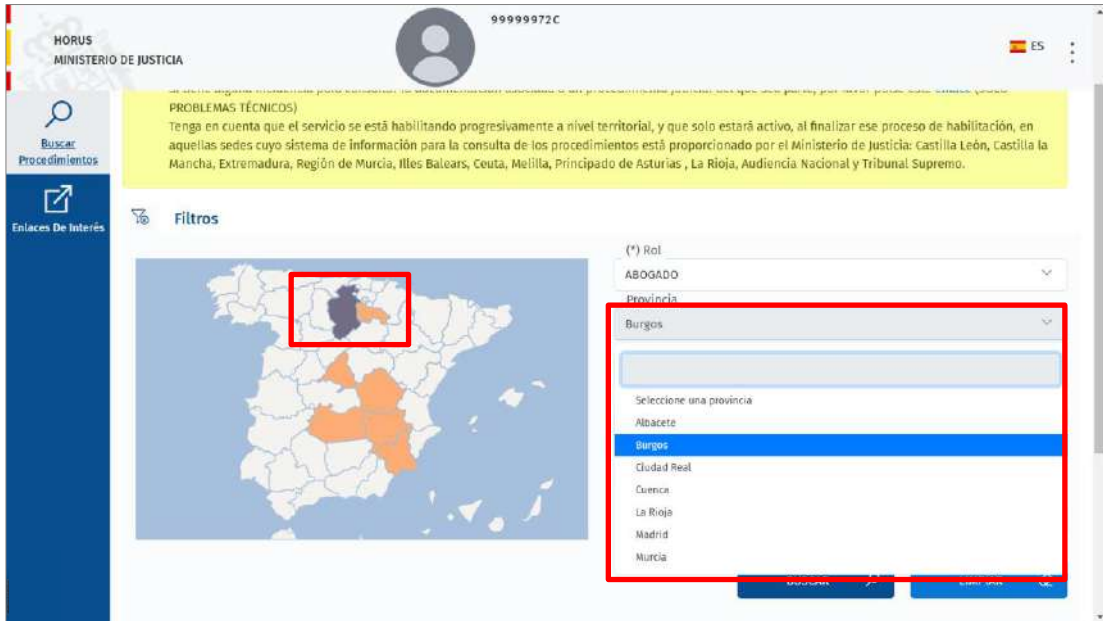 99999972C
HORUS
MINISTERIO DE JUSTICIA
ES
PROBLEMAS TÉCNICOS)
Tenga en cuenta que el servicio se está habilitando progresivamente a nivel territorial, y que solo estará activo, al finalizar ese proceso de habilitación, en
aquellas sedes cuyo sistema de información para la consulta de los procedimientos está proporcionado por el Ministerio de Justicia: Castilla León, Castilla la
Mancha, Extremadura, Región de Murcia, Illes Balears, Ceuta, Melilla, Principado de Asturias , La Rioja, Audiencia Nacional y Tribunal Supremo.
Buscar
Procedimientos
Enlaces De Interés
Filtros
(*) Rol
ABOGADO
Provincia
Burgos
Seleccione una provincia
Albacete
Burgos
Ciudad Real
Cuenca
La Rioja
Madrid
Murcia